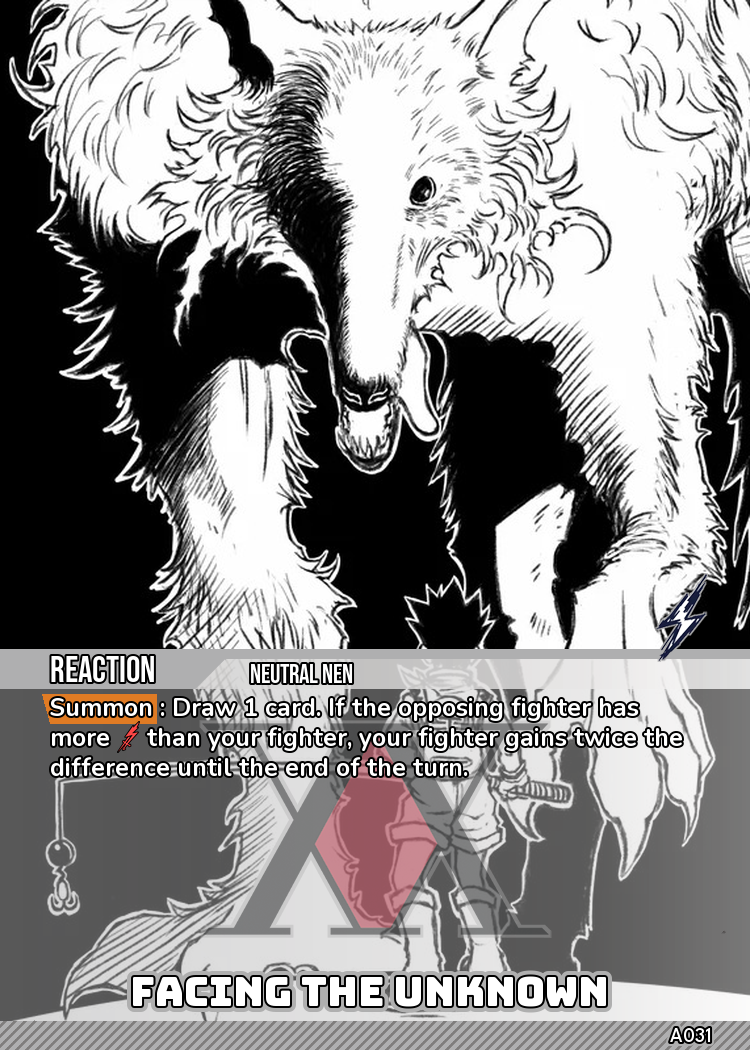 REACTION
NEUTRAL NEN
Summon : Draw 1 card. If the opposing fighter has
more than your fighter, your fighter gains twice the
difference until the end of the turn.
FACING THE UNKNOWN
A031